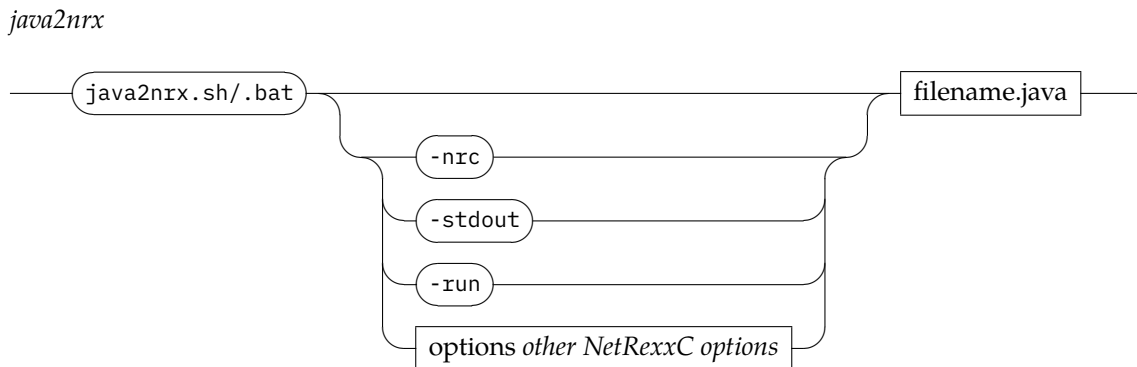 java2nrx
java2nrx.sh/.bat filename.java
-nrc
-stdout
-run
options other NetRexxC options